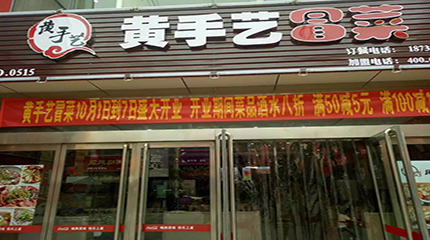 黄手艺
黄手艺冒菜
订餐电话：1873
加盟电话：400.
0.0515
黄手艺冒菜10月1日到7日盛大开业 开业期间菜品酒水八折 满50减5元 满100减1